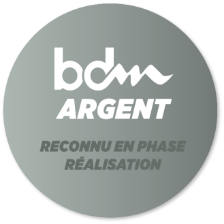 bdm
ARGENT
RECONNU EN PHASE
RÉALISATION